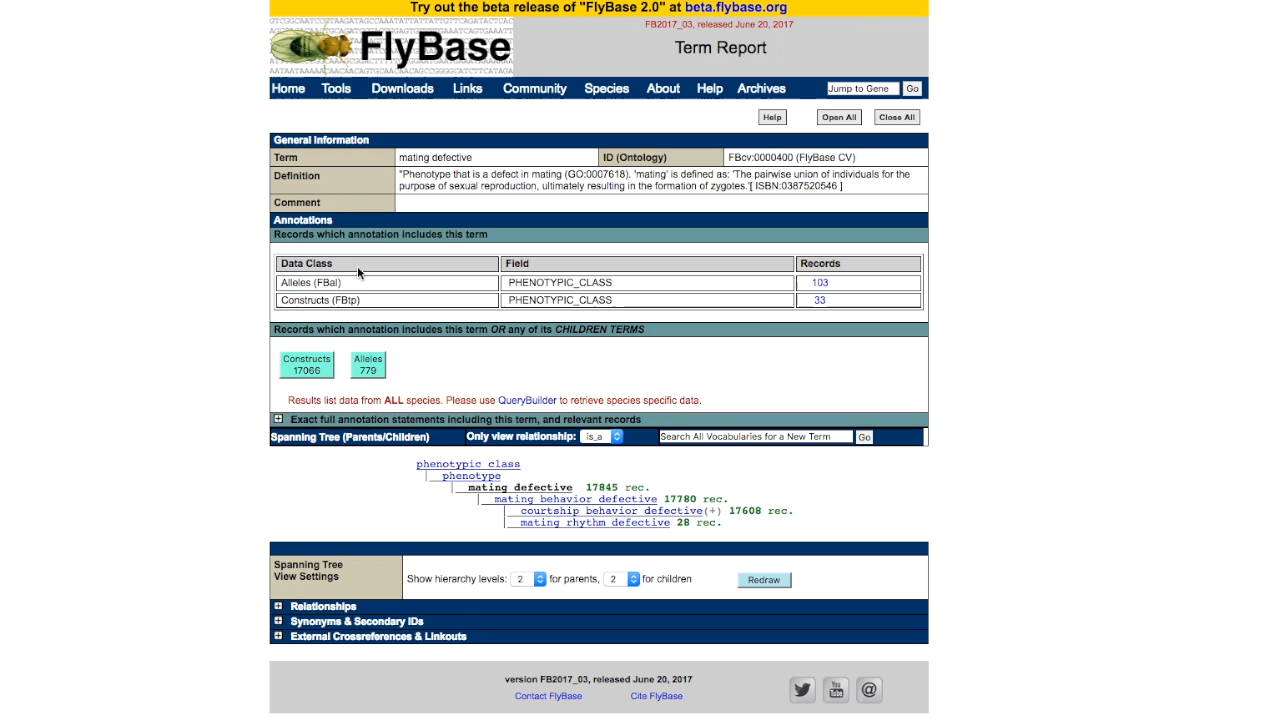 Try out the beta release of "FlyBase 2.0" at beta.flybase.org
FB2017_03, released June 20, 2017
FlyBase
Term Report
Home Tools Downloads Links Community Species About Help Archives Jump to Gene Go
Help Open All Close All
General Information
Term mating defective ID (Ontology) FBcv:0000400 (FlyBase CV)
Definition "Phenotype that is a defect in mating (GO:0007618). 'mating' is defined as: 'The pairwise union of individuals for the
purpose of sexual reproduction, ultimately resulting in the formation of zygotes.'[ ISBN:0387520546 ]
Comment
Annotations
Records which annotation includes this term
Data Class Field Records
Alleles (FBal) PHENOTYPIC_CLASS 103
Constructs (FBtp) PHENOTYPIC_CLASS 33
Records which annotation includes this term OR any of its CHILDREN TERMS
Constructs Alleles
17066 779
Results list data from ALL species. Please use QueryBuilder to retrieve species specific data.
Exact full annotation statements including this term, and relevant records
Spanning Tree (Parents/Children) Only view relationship: is_a Search All Vocabularies for a New Term Go
phenotypic class
phenotype
mating defective 17845 rec.
mating behavior defective 17780 rec.
courtship behavior defective(+) 17608 rec.
mating rhythm defective 28 rec.
Spanning Tree
View Settings
Show hierarchy levels: 2 for parents, 2 for children Redraw
Relationships
Synonyms & Secondary IDs
External Crossreferences & Linkouts
version FB2017_03, released June 20, 2017
Contact FlyBase Cite FlyBase
You Tube @